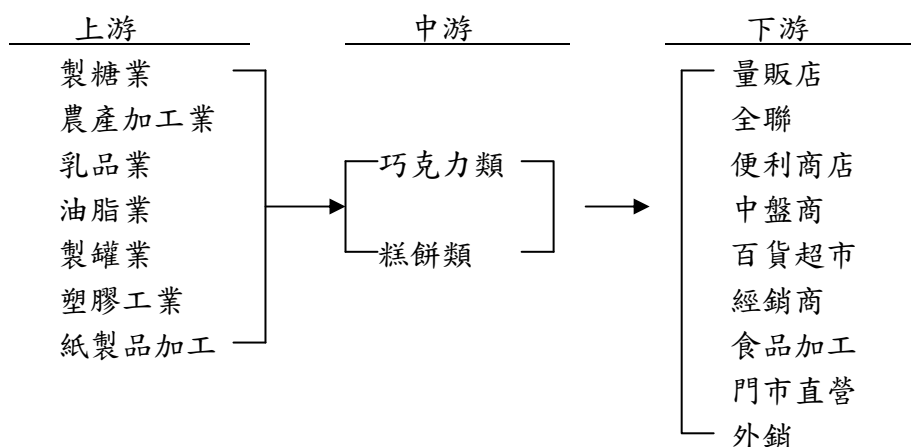 上游
製糖業
農產加工業
乳品業
油脂業
製罐業
塑膠工業
紙製品加工
中游
巧克力類
糕餅類
下游
量販店
全聯
便利商店
中盤商
百貨超市
經銷商
食品加工
門市直營
外銷